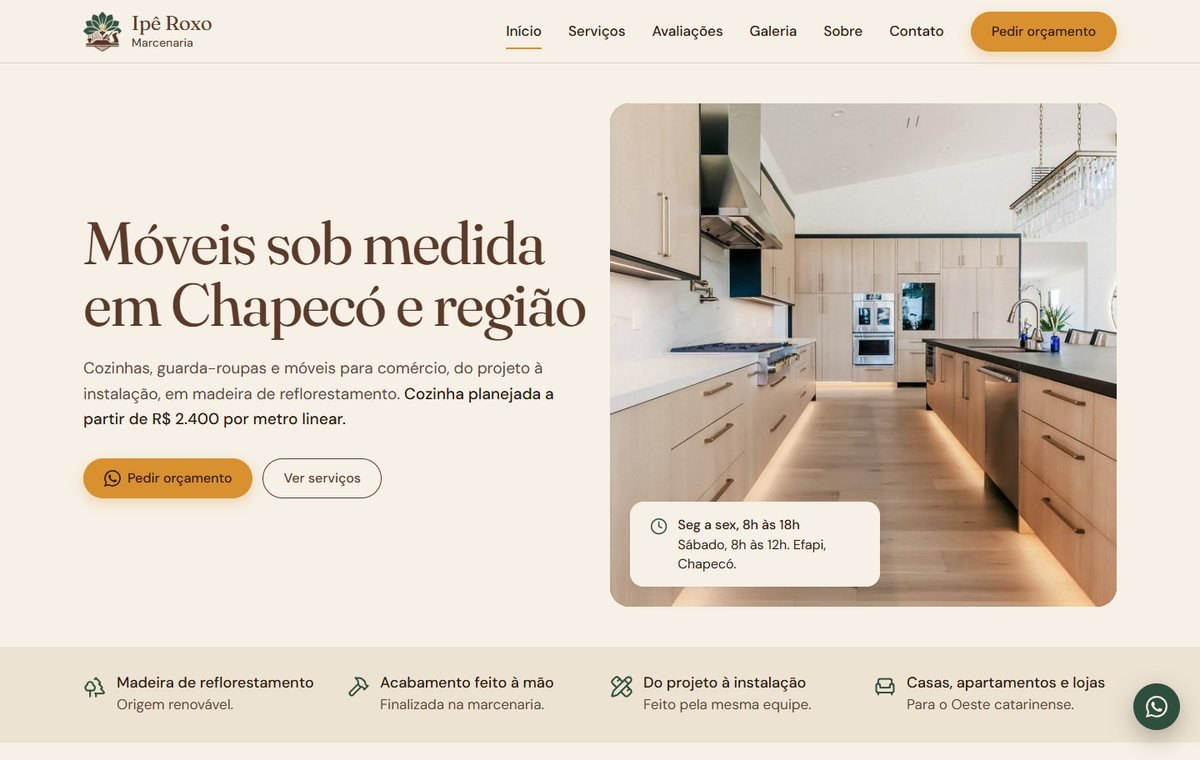 Ipê Roxo
Marcenaria
Início
Serviços
Avaliações
Galeria
Sobre
Contato
Pedir orçamento
Móveis sob medida
em Chapecó e região
Cozinhas, guarda-roupas e móveis para comércio, do projeto à
instalação, em madeira de reflorestamento. Cozinha planejada a
partir de R$ 2.400 por metro linear.
Pedir orçamento
Ver serviços
Seg a sex, 8h às 18h
Sábado, 8h às 12h. Efapi,
Chapecó.
Madeira de reflorestamento
Origem renovável.
Acabamento feito à mão
Finalizada na marcenaria.
Do projeto à instalação
Feito pela mesma equipe.
Casas, apartamentos e lojas
Para o Oeste catarinense.